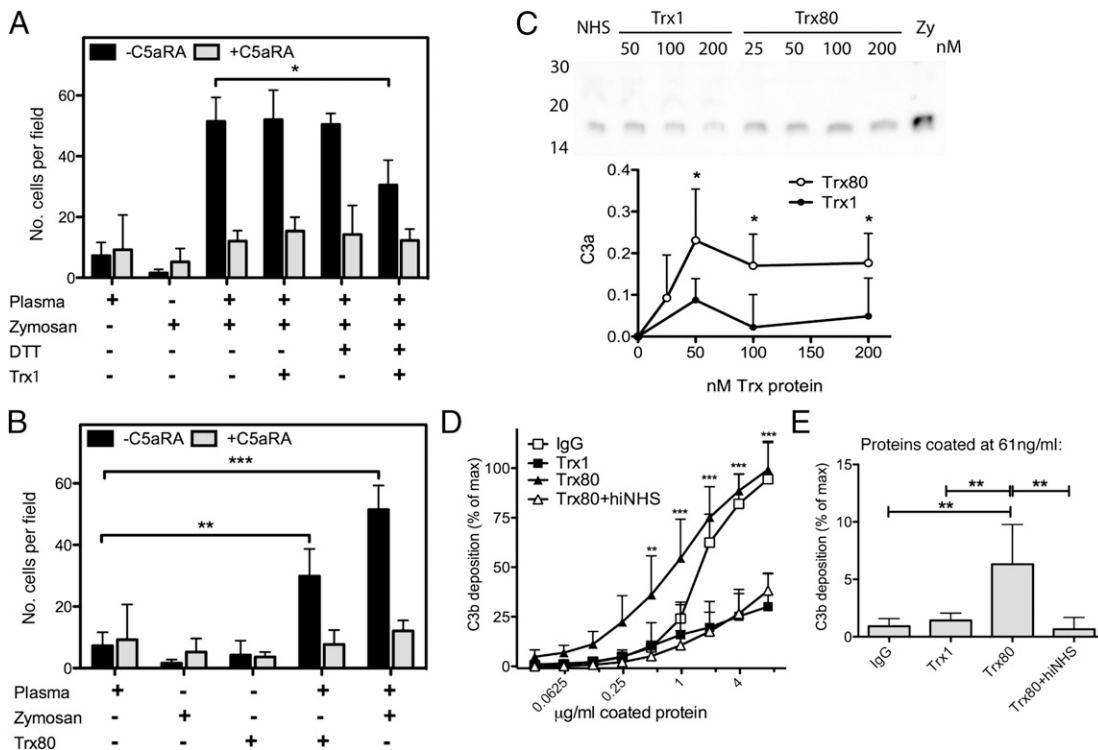 A
-C5aRA +C5aRA
*
No. cells per field
60
40
20
0
Plasma + - + + + +
Zymosan - + + + + +
DTT - - - - + +
Trx1 - - - + - +
B
-C5aRA +C5aRA
***
**
No. cells per field
60
40
20
0
Plasma + - - + +
Zymosan - + - - +
Trx80 - - + + -
C
NHS Trx1 Trx80 Zy
50 100 200 25 50 100 200 nM
30
20
14
Trx80
Trx1
* * *
C3a
0.4
0.3
0.2
0.1
0.0
0 50 100 150 200
nM Trx protein
D
IgG
Trx1
Trx80
Trx80+hiNHS
** *** *** *** ***
C3b deposition (% of max)
100
75
50
25
0
0.0625 0.25 1 4
µg/ml coated protein
E
Proteins coated at 61ng/ml:
** **
**
C3b deposition (% of max)
15
10
5
0
IgG Trx1 Trx80 Trx80+hiNHS